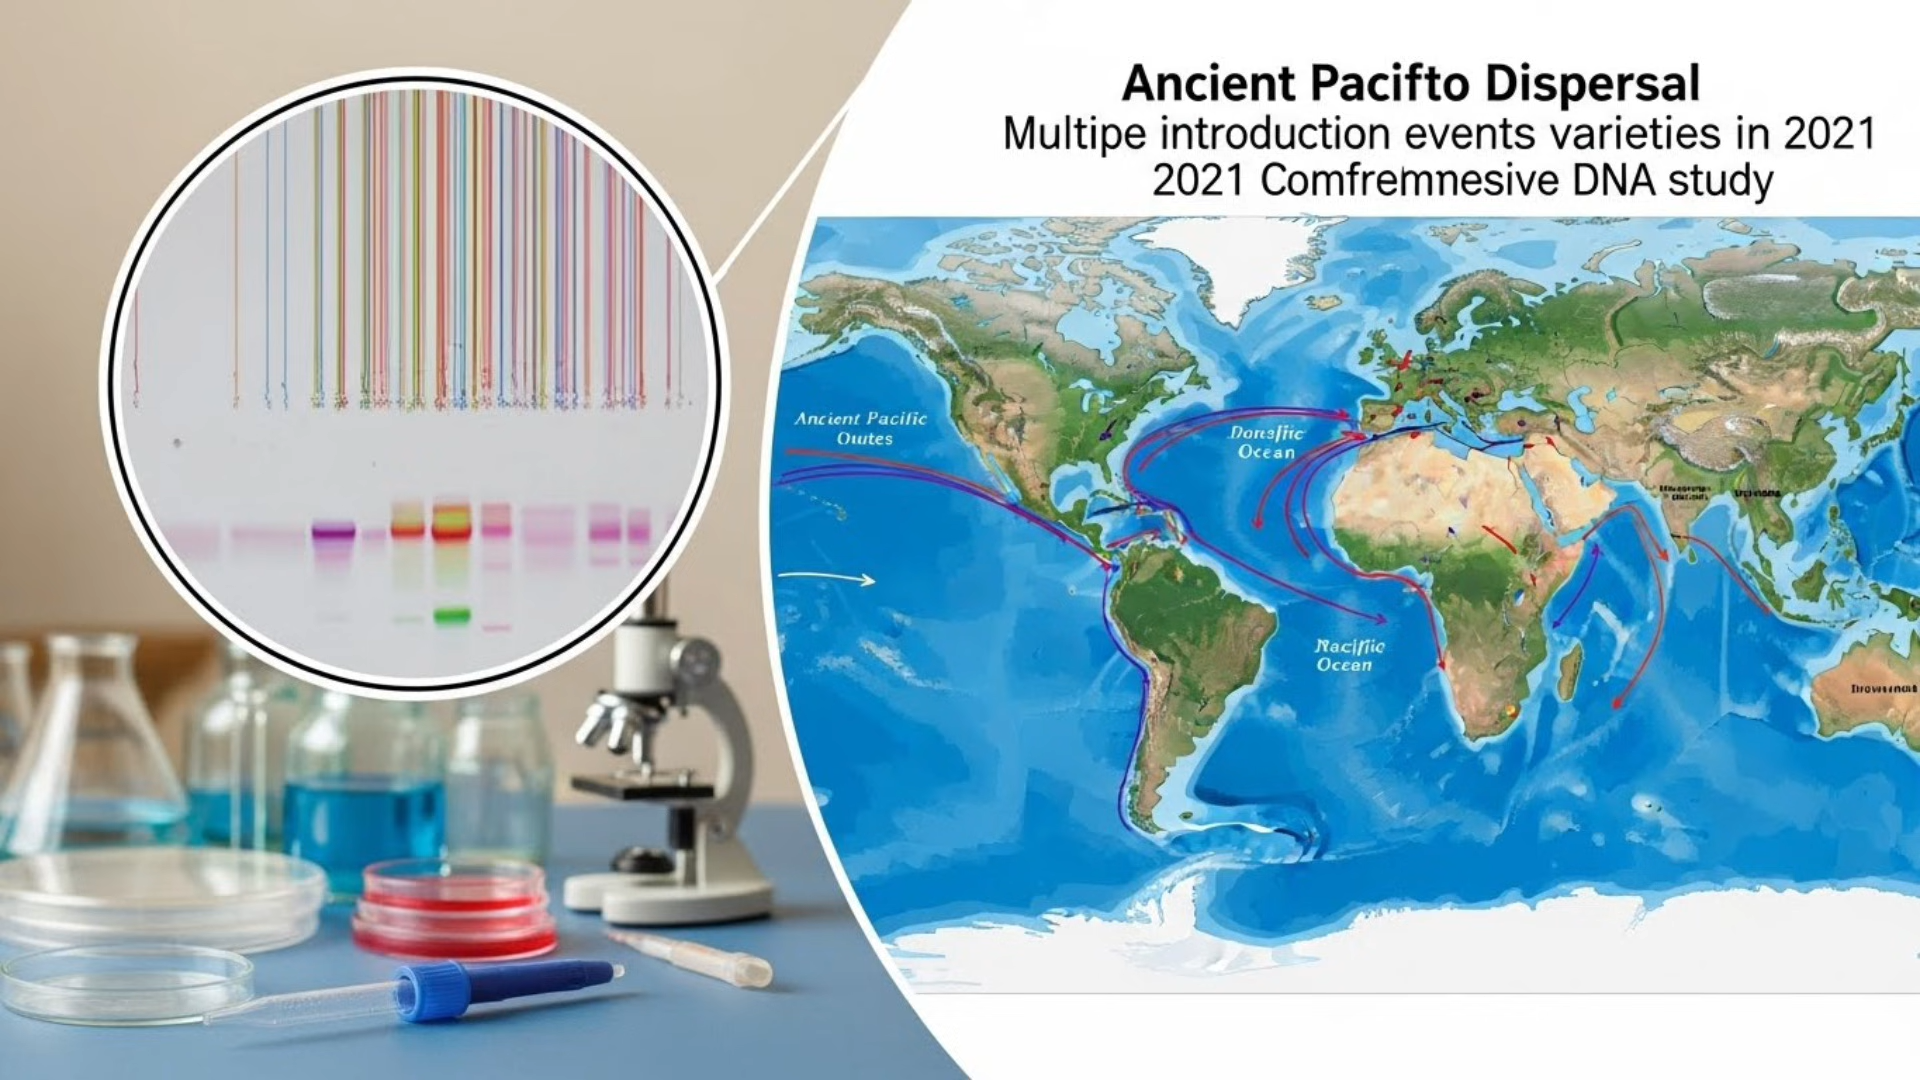 Ancient Pacifto Dispersal
Multipe introduction events varieties in 2021
2021 Comfremnesive DNA study
Ancient Pacific
Outes
Donsfitc
Ocean
Nacific
Ocean